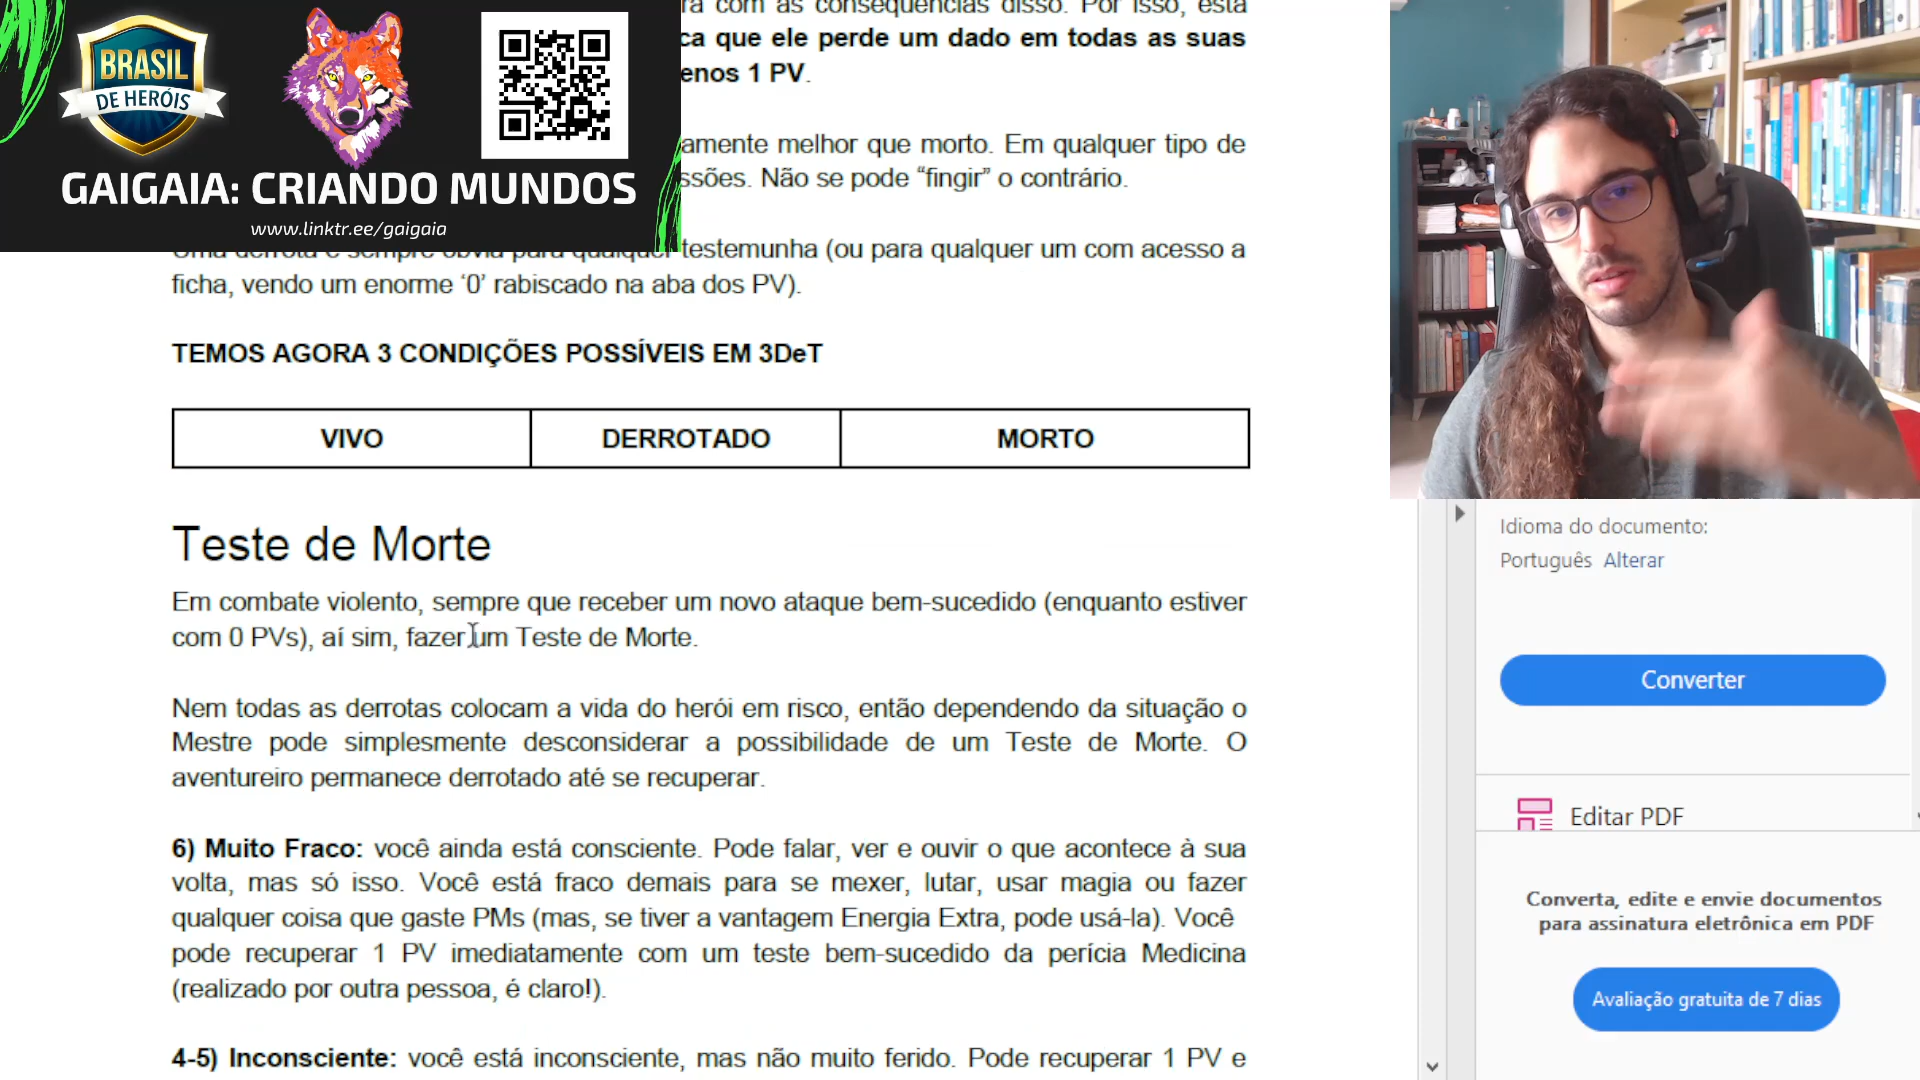 BRASIL
DE HERÓIS
GAIGAIA: CRIANDO MUNDOS
www.linktr.ee/gaigaia
com as consequências disso. Por isso, esta
que ele perde um dado em todas as suas
1 PV.
melhor que morto. Em qualquer tipo de
Não se pode “fingir” o contrário.
Uma derrota é sempre óbvia para qualquer testemunha (ou para qualquer um com acesso a
ficha, vendo um enorme ‘0’ rabiscado na aba dos PV).
TEMOS AGORA 3 CONDIÇÕES POSSÍVEIS EM 3DeT
VIVO DERROTADO MORTO
Teste de Morte
Em combate violento, sempre que receber um novo ataque bem-sucedido (enquanto estiver
com 0 PVs), aí sim, fazer um Teste de Morte.
Nem todas as derrotas colocam a vida do herói em risco, então dependendo da situação o
Mestre pode simplesmente desconsiderar a possibilidade de um Teste de Morte. O
aventureiro permanece derrotado até se recuperar.
6) Muito Fraco: você ainda está consciente. Pode falar, ver e ouvir o que acontece à sua
volta, mas só isso. Você está fraco demais para se mexer, lutar, usar magia ou fazer
qualquer coisa que gaste PMs (mas, se tiver a vantagem Energia Extra, pode usá-la). Você
pode recuperar 1 PV imediatamente com um teste bem-sucedido da perícia Medicina
(realizado por outra pessoa, é claro!).
4-5) Inconsciente: você está inconsciente, mas não muito ferido. Pode recuperar 1 PV e
Idioma do documento:
Português Alterar
Converter
Editar PDF
Converta, edite e envie documentos
para assinatura eletrônica em PDF
Avaliação gratuita de 7 dias